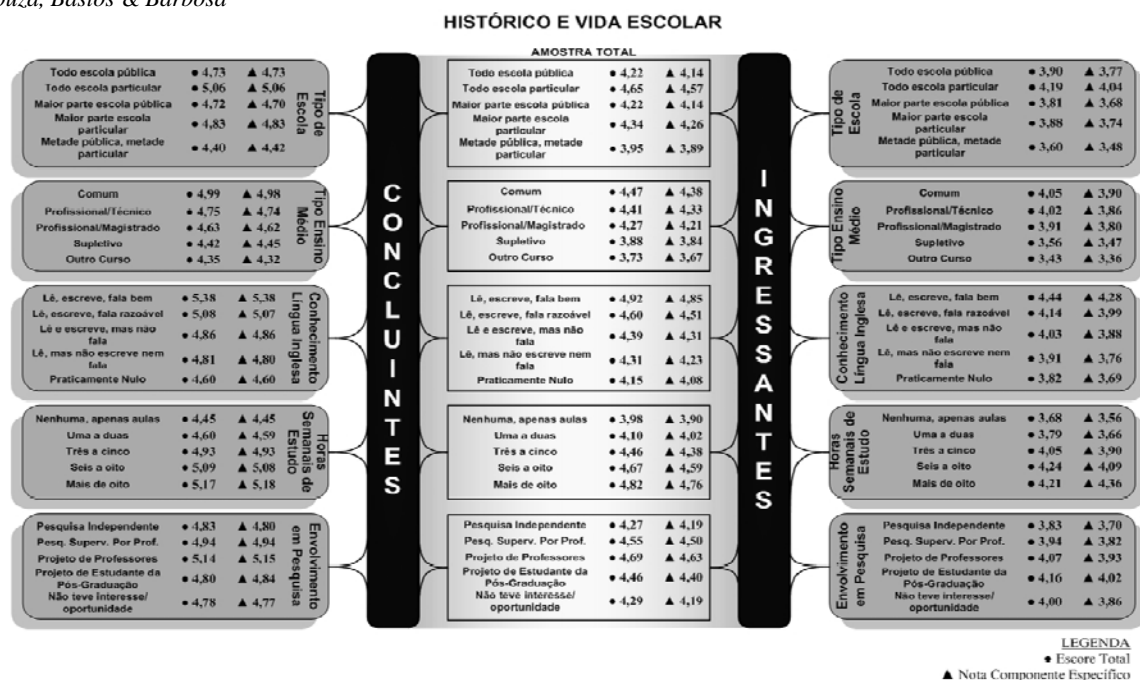 Souza, Bastos & Barbosa
HISTÓRICO E VIDA ESCOLAR
CONCLUINTES
INGRESSANTES
Tipo de Escola
Todo escola pública ● 4,73 ▲ 4,73
Todo escola particular ● 5,06 ▲ 5,06
Maior parte escola pública ● 4,72 ▲ 4,70
Maior parte escola particular ● 4,83 ▲ 4,83
Metade pública, metade particular ● 4,40 ▲ 4,42
Tipo Ensino Médio
Comum ● 4,99 ▲ 4,98
Profissional/Técnico ● 4,75 ▲ 4,74
Profissional/Magistrado ● 4,63 ▲ 4,62
Supletivo ● 4,42 ▲ 4,45
Outro Curso ● 4,35 ▲ 4,32
Conhecimento Língua Inglesa
Lê, escreve, fala bem ● 5,38 ▲ 5,38
Lê, escreve, fala razoável ● 5,08 ▲ 5,07
Lê e escreve, mas não fala ● 4,86 ▲ 4,86
Lê, mas não escreve nem fala ● 4,81 ▲ 4,80
Praticamente Nulo ● 4,60 ▲ 4,60
Horas Semanais de Estudo
Nenhuma, apenas aulas ● 4,45 ▲ 4,45
Uma a duas ● 4,60 ▲ 4,59
Três a cinco ● 4,93 ▲ 4,93
Seis a oito ● 5,09 ▲ 5,08
Mais de oito ● 5,17 ▲ 5,18
Envolvimento em Pesquisa
Pesquisa Independente ● 4,83 ▲ 4,80
Pesq. Superv. Por Prof. ● 4,94 ▲ 4,94
Projeto de Professores ● 5,14 ▲ 5,15
Projeto de Estudante da Pós-Graduação ● 4,80 ▲ 4,84
Não teve interesse/ oportunidade ● 4,78 ▲ 4,77
AMOSTRA TOTAL
Todo escola pública ● 4,22 ▲ 4,14
Todo escola particular ● 4,65 ▲ 4,57
Maior parte escola pública ● 4,22 ▲ 4,14
Maior parte escola particular ● 4,34 ▲ 4,26
Metade pública, metade particular ● 3,95 ▲ 3,89
Comum ● 4,47 ▲ 4,38
Profissional/Técnico ● 4,41 ▲ 4,33
Profissional/Magistrado ● 4,27 ▲ 4,21
Supletivo ● 3,88 ▲ 3,84
Outro Curso ● 3,73 ▲ 3,67
Lê, escreve, fala bem ● 4,92 ▲ 4,85
Lê, escreve, fala razoável ● 4,60 ▲ 4,51
Lê e escreve, mas não fala ● 4,39 ▲ 4,31
Lê, mas não escreve nem fala ● 4,31 ▲ 4,23
Praticamente Nulo ● 4,15 ▲ 4,08
Nenhuma, apenas aulas ● 3,98 ▲ 3,90
Uma a duas ● 4,10 ▲ 4,02
Três a cinco ● 4,46 ▲ 4,38
Seis a oito ● 4,67 ▲ 4,59
Mais de oito ● 4,82 ▲ 4,76
Pesquisa Independente ● 4,27 ▲ 4,19
Pesq. Superv. Por Prof. ● 4,55 ▲ 4,50
Projeto de Professores ● 4,69 ▲ 4,63
Projeto de Estudante da Pós-Graduação ● 4,46 ▲ 4,40
Não teve interesse/ oportunidade ● 4,29 ▲ 4,19
Tipo de Escola
Todo escola pública ● 3,90 ▲ 3,77
Todo escola particular ● 4,19 ▲ 4,04
Maior parte escola pública ● 3,81 ▲ 3,68
Maior parte escola particular ● 3,88 ▲ 3,74
Metade pública, metade particular ● 3,60 ▲ 3,48
Tipo Ensino Médio
Comum ● 4,05 ▲ 3,90
Profissional/Técnico ● 4,02 ▲ 3,86
Profissional/Magistrado ● 3,91 ▲ 3,80
Supletivo ● 3,56 ▲ 3,47
Outro Curso ● 3,43 ▲ 3,36
Conhecimento Língua Inglesa
Lê, escreve, fala bem ● 4,44 ▲ 4,28
Lê, escreve, fala razoável ● 4,14 ▲ 3,99
Lê e escreve, mas não fala ● 4,03 ▲ 3,88
Lê, mas não escreve nem fala ● 3,91 ▲ 3,76
Praticamente Nulo ● 3,82 ▲ 3,69
Horas Semanais de Estudo
Nenhuma, apenas aulas ● 3,68 ▲ 3,56
Uma a duas ● 3,79 ▲ 3,66
Três a cinco ● 4,05 ▲ 3,90
Seis a oito ● 4,24 ▲ 4,09
Mais de oito ● 4,21 ▲ 4,36
Envolvimento em Pesquisa
Pesquisa Independente ● 3,83 ▲ 3,70
Pesq. Superv. Por Prof. ● 3,94 ▲ 3,82
Projeto de Professores ● 4,07 ▲ 3,93
Projeto de Estudante da Pós-Graduação ● 4,16 ▲ 4,02
Não teve interesse/ oportunidade ● 4,00 ▲ 3,86
LEGENDA
● Escore Total
▲ Nota Componente Específico